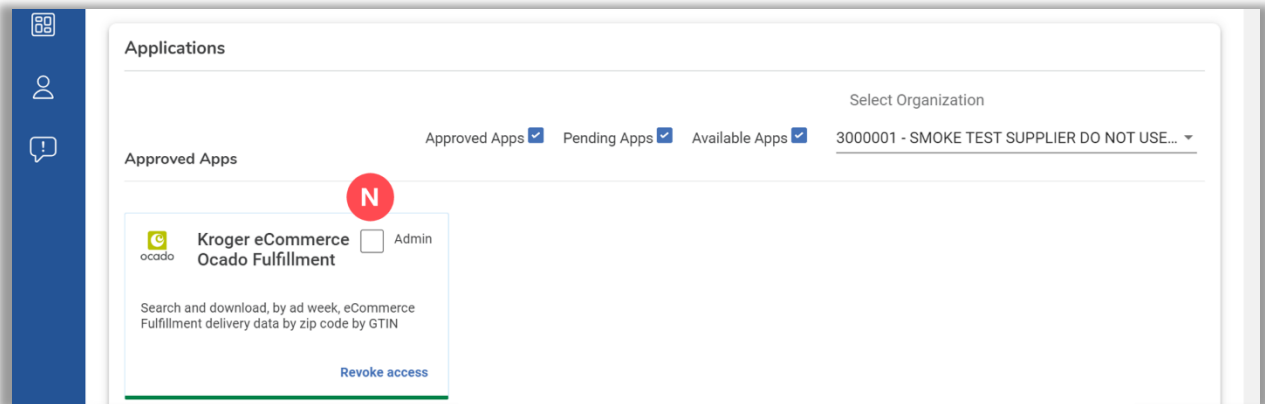 Applications
Select Organization
Approved Apps Pending Apps Available Apps 3000001 - SMOKE TEST SUPPLIER DO NOT USE...
Approved Apps
N
ocado
Kroger eCommerce
Ocado Fulfillment
Admin
Search and download, by ad week, eCommerce
Fulfillment delivery data by zip code by GTIN
Revoke access